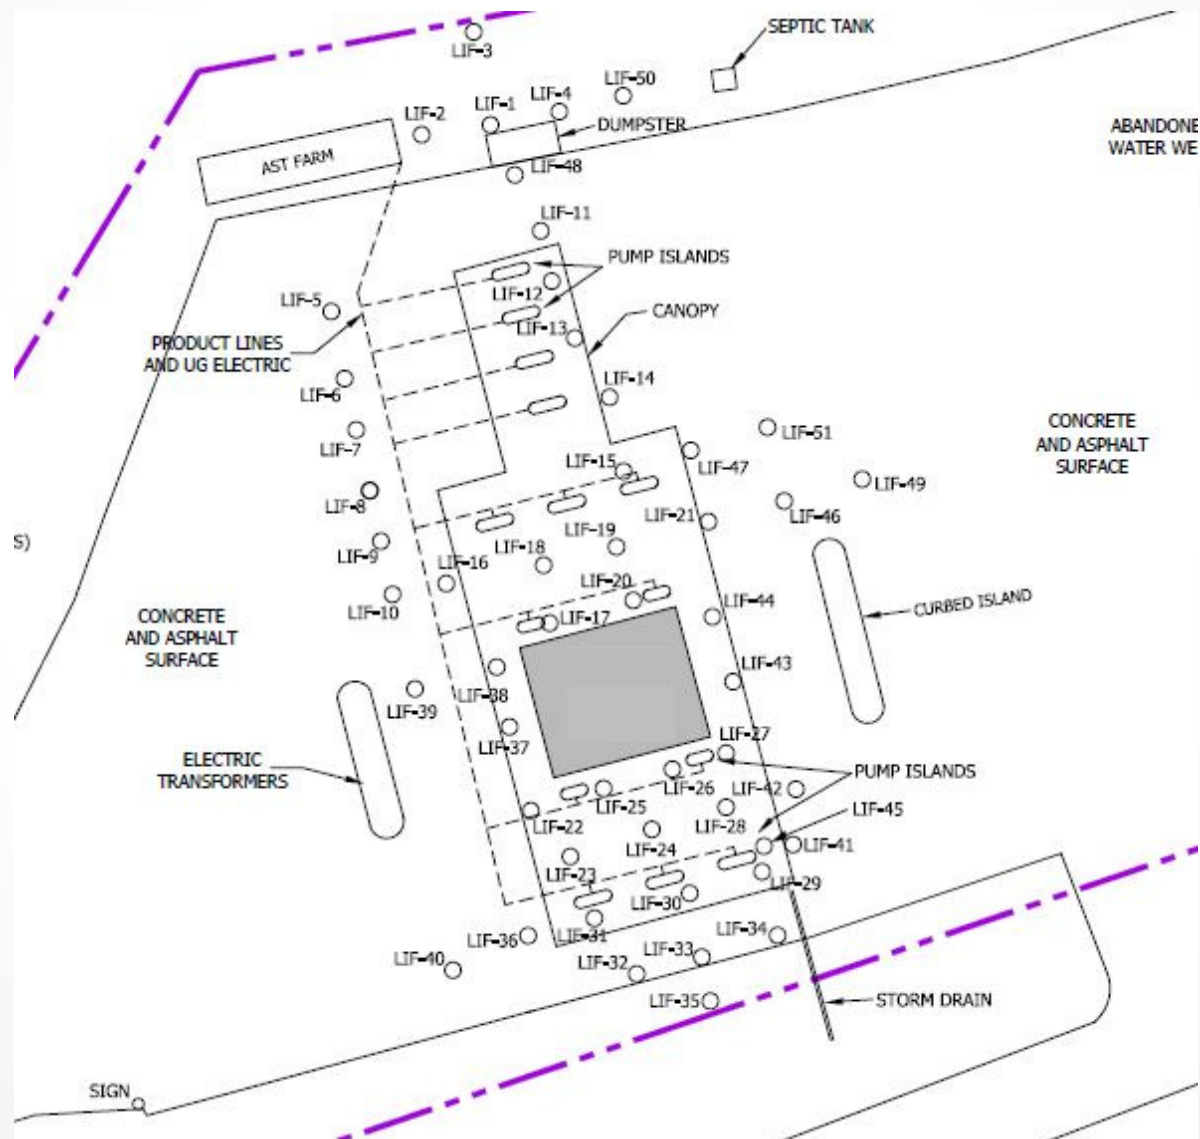 SEPTIC TANK
LIF-3
LIF-50
LIF-4
LIF-1
LIF-2
DUMPSTER
ABANDONE
WATER WE
AST FARM
LIF-48
LIF-11
PUMP ISLANDS
LIF-12
LIF-5
CANOPY
LIF-13
PRODUCT LINES
AND UG ELECTRIC
LIF-6
LIF-14
LIF-7
LIF-51
CONCRETE
AND ASPHALT
SURFACE
LIF-15
LIF-47
LIF-49
LIF-8
LIF-21
LIF-46
LIF-19
S)
LIF-9
LIF-18
LIF-16
LIF-20
LIF-10
LIF-44
CURBED ISLAND
CONCRETE
AND ASPHALT
SURFACE
LIF-17
LIF-43
LIF-38
LIF-39
LIF-37
LIF-27
ELECTRIC
TRANSFORMERS
PUMP ISLANDS
LIF-26
LIF-42
LIF-25
LIF-45
LIF-22
LIF-28
LIF-24
LIF-41
LIF-23
LIF-29
LIF-30
LIF-31
LIF-36
LIF-34
LIF-33
LIF-40
LIF-32
LIF-35
STORM DRAIN
SIGN